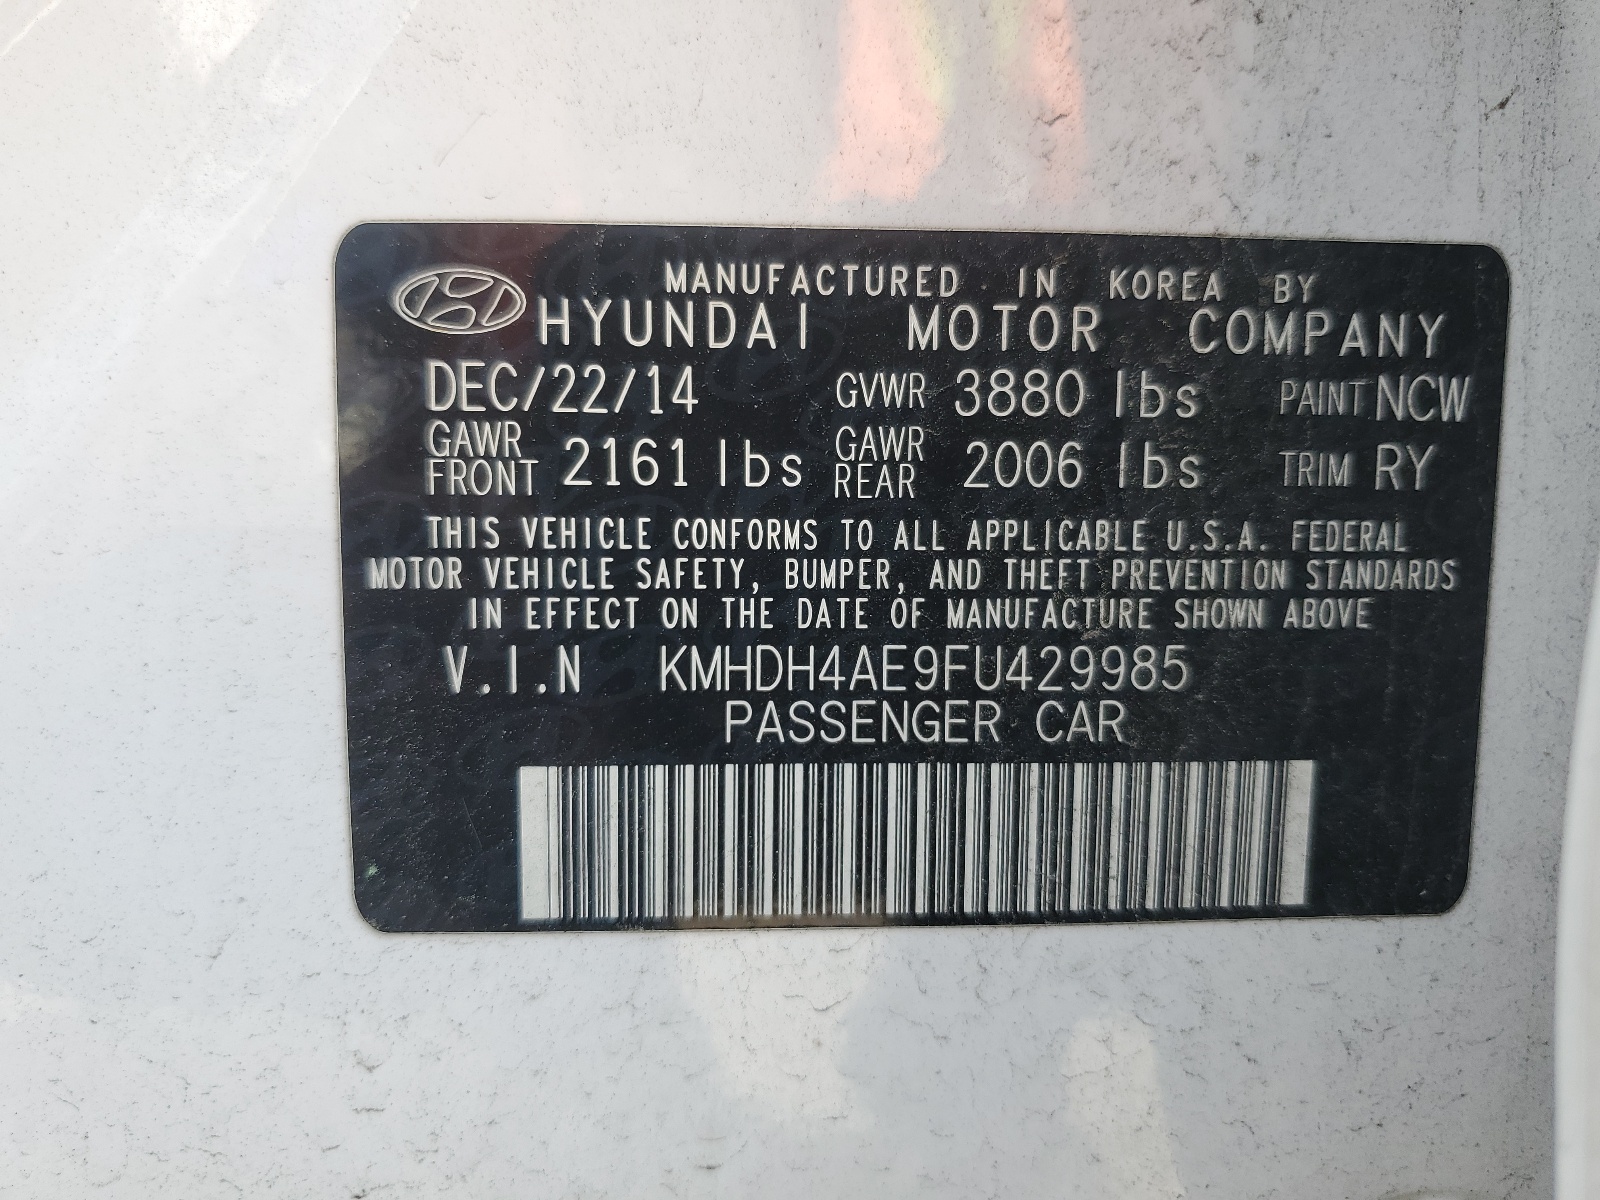 MANUFACTURED IN KOREA BY
HYUNDAI MOTOR COMPANY
DEC/22/14 GVWR 3880 lbs PAINT NCW
GAWR FRONT 2161 lbs GAWR REAR 2006 lbs TRIM RY
THIS VEHICLE CONFORMS TO ALL APPLICABLE U.S.A. FEDERAL
MOTOR VEHICLE SAFETY, BUMPER, AND THEFT PREVENTION STANDARDS
IN EFFECT ON THE DATE OF MANUFACTURE SHOWN ABOVE
V.I.N KMHDH4AE9FU429985
PASSENGER CAR